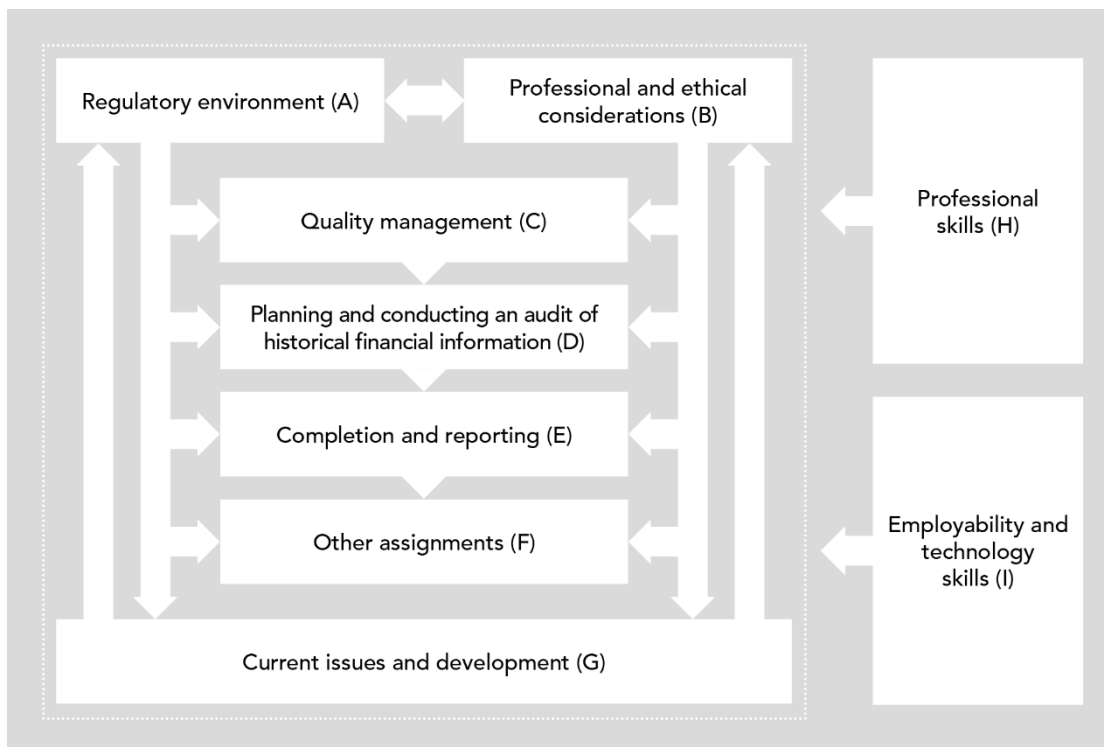 Regulatory environment (A)
Professional and ethical
considerations (B)
Quality management (C)
Planning and conducting an audit of
historical financial information (D)
Completion and reporting (E)
Other assignments (F)
Current issues and development (G)
Professional
skills (H)
Employability and
technology
skills (I)